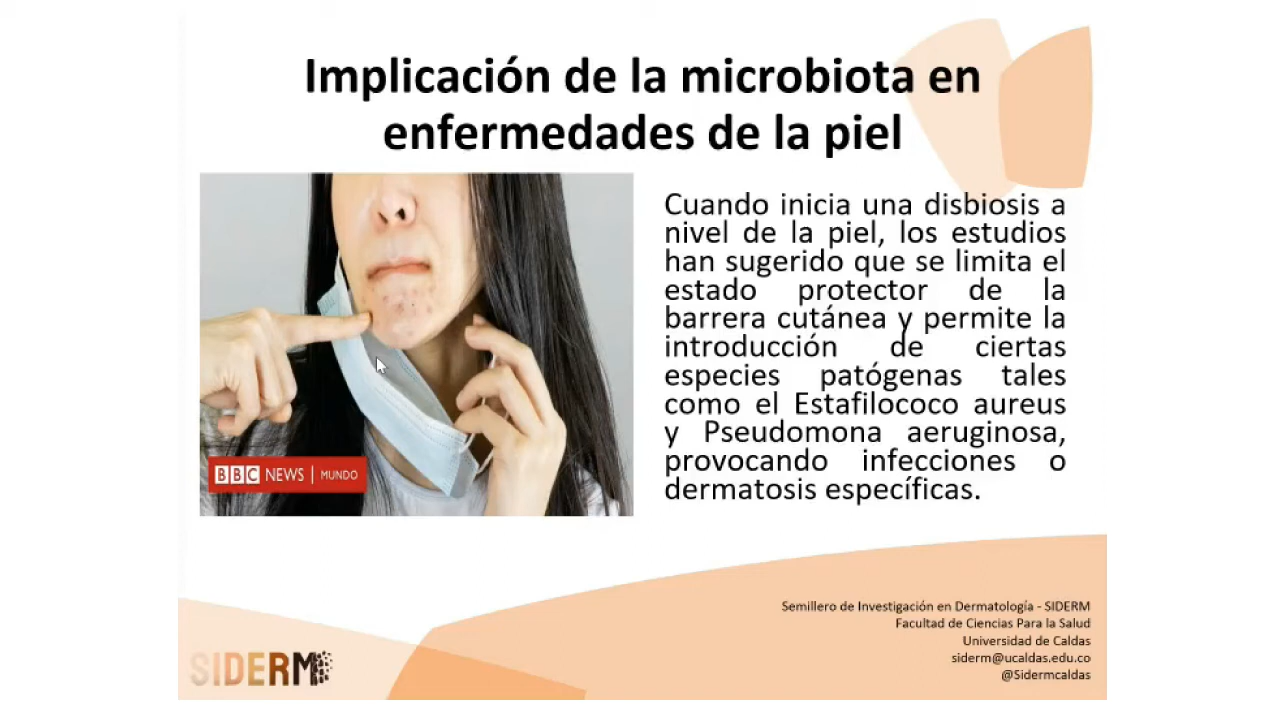 Implicación de la microbiota en
enfermedades de la piel
Cuando inicia una disbiosis a
nivel de la piel, los estudios
han sugerido que se limita el
estado protector de la
barrera cutánea y permite la
introducción de ciertas
especies patógenas tales
como el Estafilococo aureus
y Pseudomona aeruginosa,
provocando infecciones o
dermatosis específicas.
BBC NEWS | MUNDO
Semillero de Investigación en Dermatología - SIDERM
Facultad de Ciencias Para la Salud
Universidad de Caldas
siderm@ucaldas.edu.co
@Sidermcaldas
SIDERM